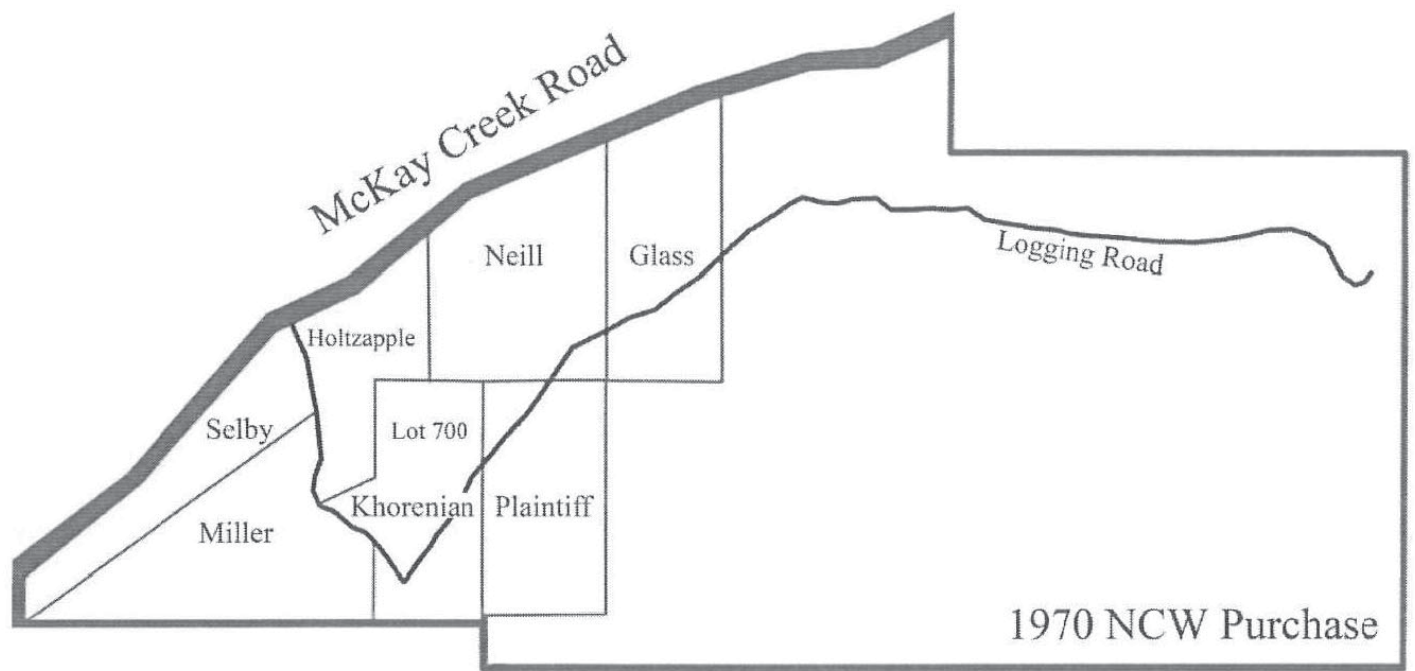 McKay Creek Road
Neill
Glass
Logging Road
Holtzapple
Selby
Lot 700
Khorenian
Plaintiff
Miller
1970 NCW Purchase